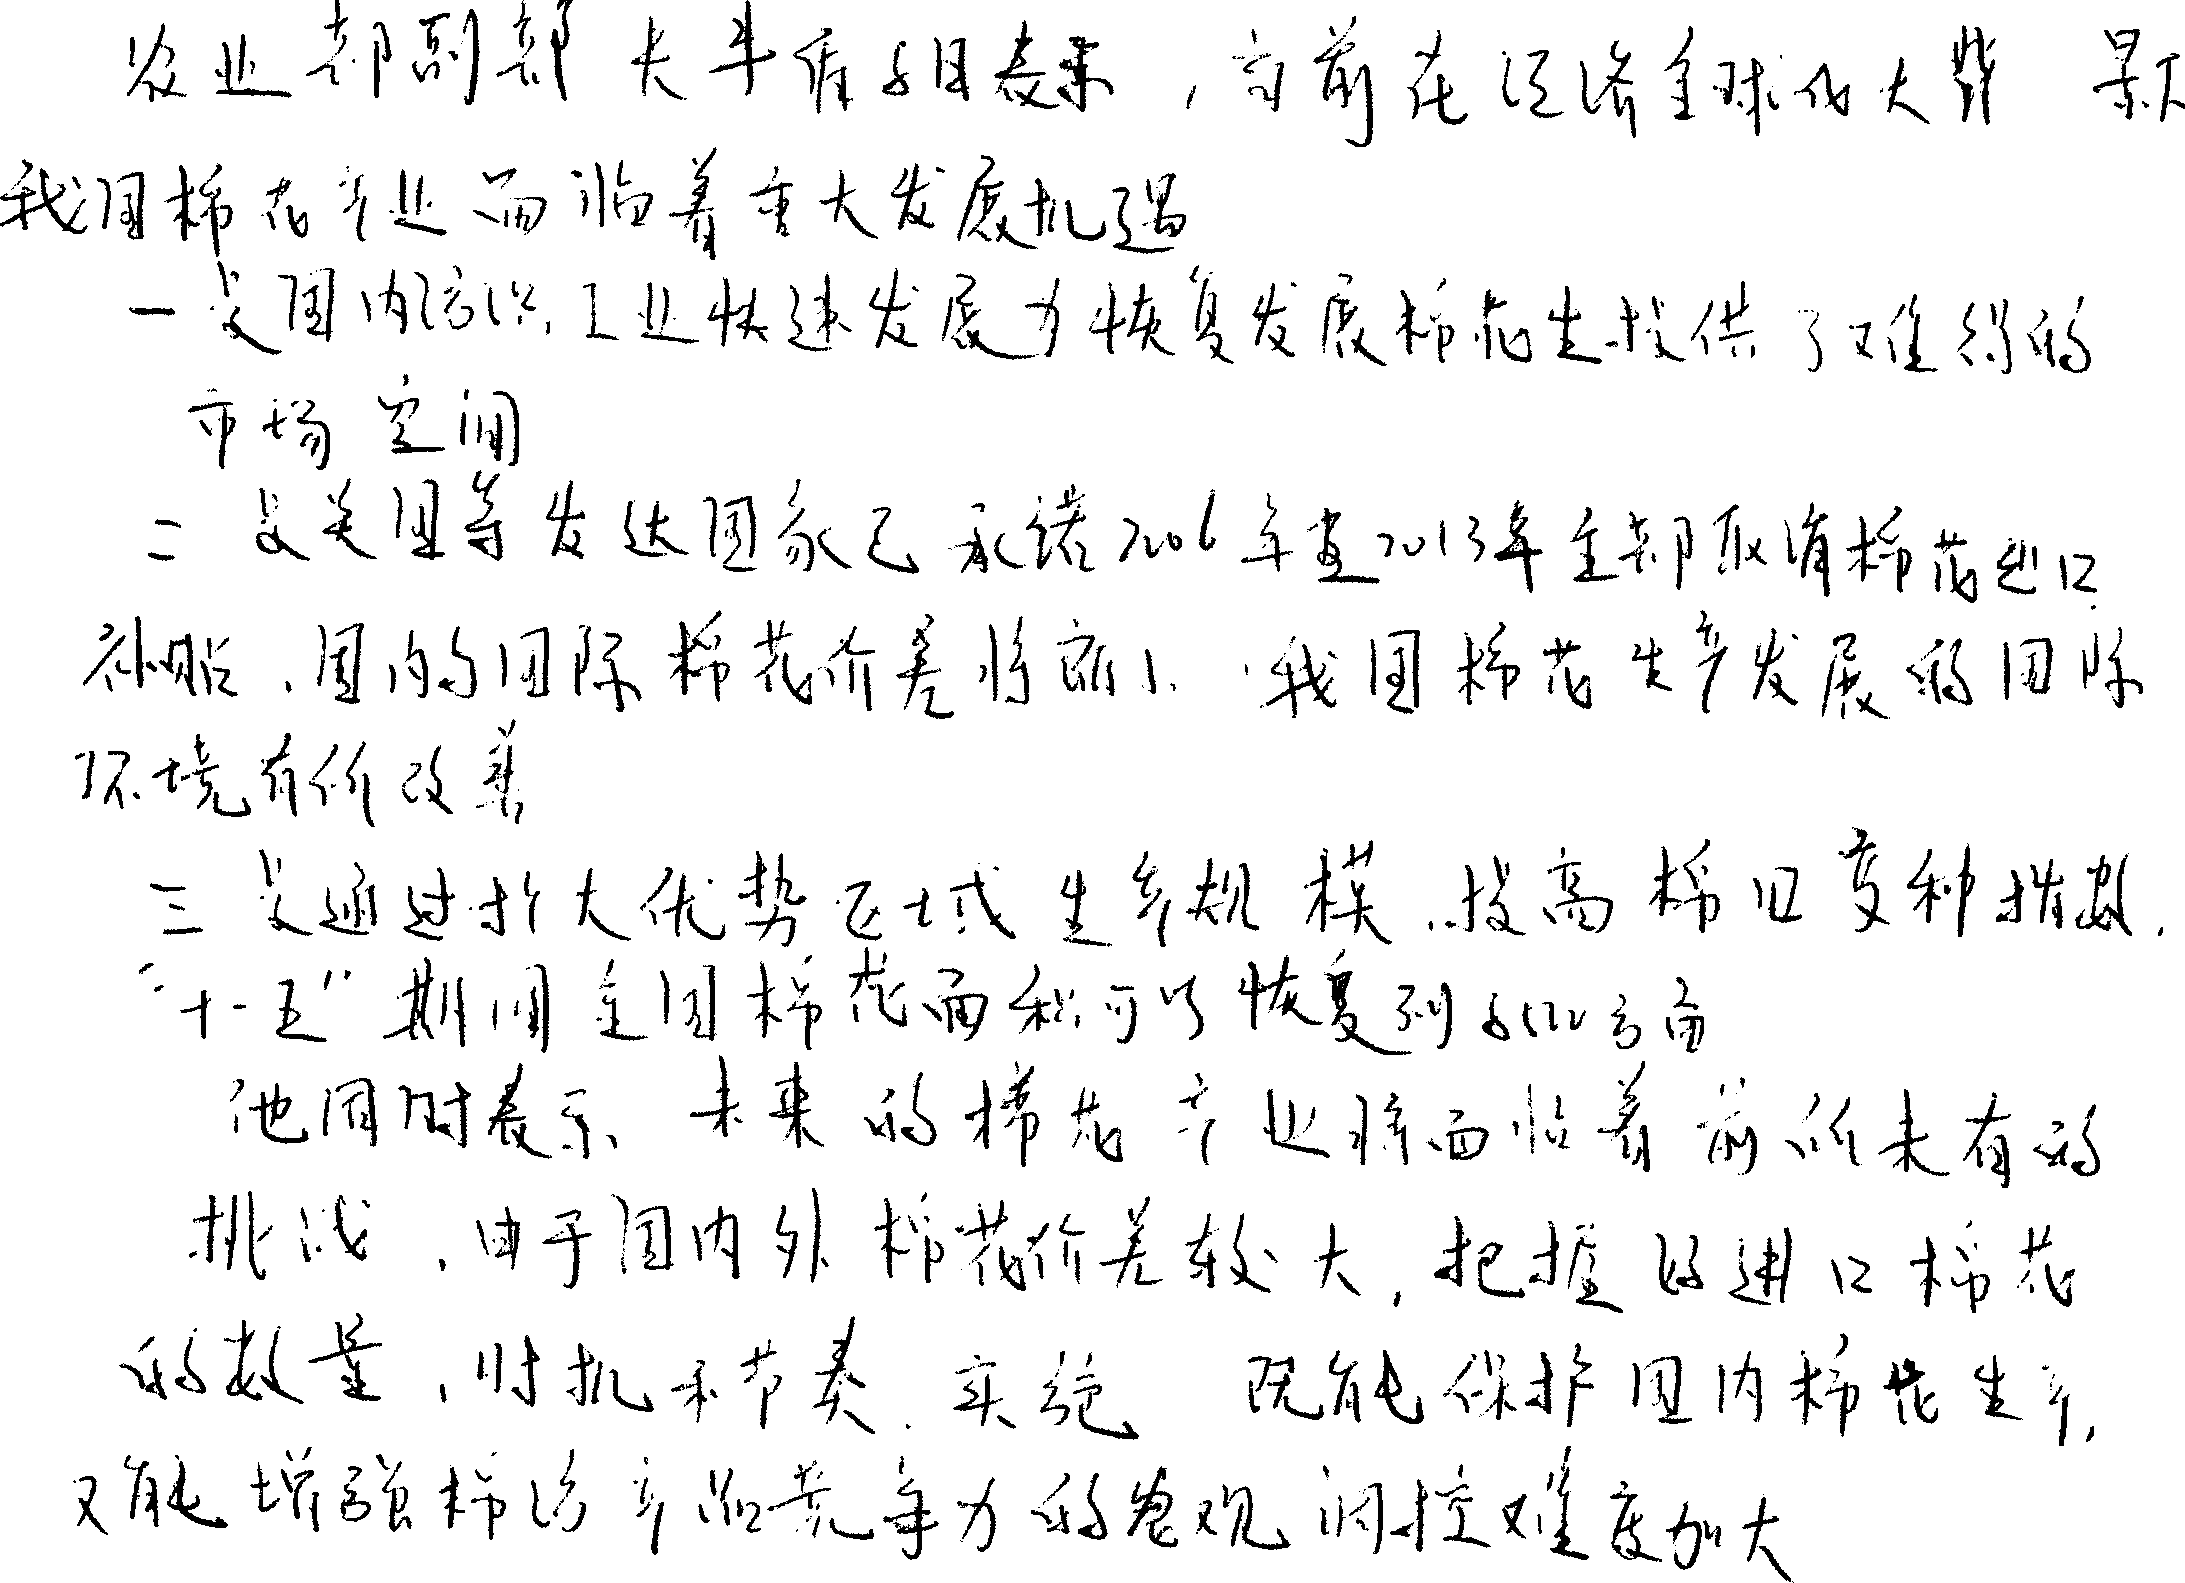 农业部副部长牛盾6日表示，当前在经济全球化大背景下
我国棉花产业面临着重大发展机遇
一是国内纺织工业快速发展为恢复发展棉花生提供了难得的
市场空间
二是美国等发达国家已承诺2006年直2013年全部取消棉花出口
补贴，国内的国际棉花价差将缩小，我国棉花生产发展的国际
环境有所改善
三是通过扩大优势区域生产规模，提高棉田复种指数，
“十一五”期间全国棉花面积可以恢复到8000万亩
他同时表示 未来的棉花产业将面临着前所未有的
挑战，由于国内外棉花价差较大，把握好进口棉花
的数量，时机和节奏，实施 既能保护国内棉花生产，
又能增强棉纺产品竞争力的宏观调控难度加大